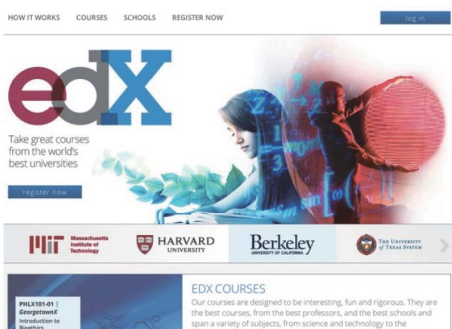 HOW IT WORKS COURSES SCHOOLS REGISTER NOW log in
edX
Take great courses
from the world's
best universities
register now
MIT Massachusetts
Institute of
Technology
HARVARD
UNIVERSITY
Berkeley
UNIVERSITY OF CALIFORNIA
THE UNIVERSITY
of TEXAS SYSTEM
PHLX101-01 |
GeorgetownX
Introduction to
Bioethics
EDX COURSES
Our courses are designed to be interesting, fun and rigorous. They are
the best courses, from the best professors, and the best schools and
span a variety of subjects, from science and technology to the